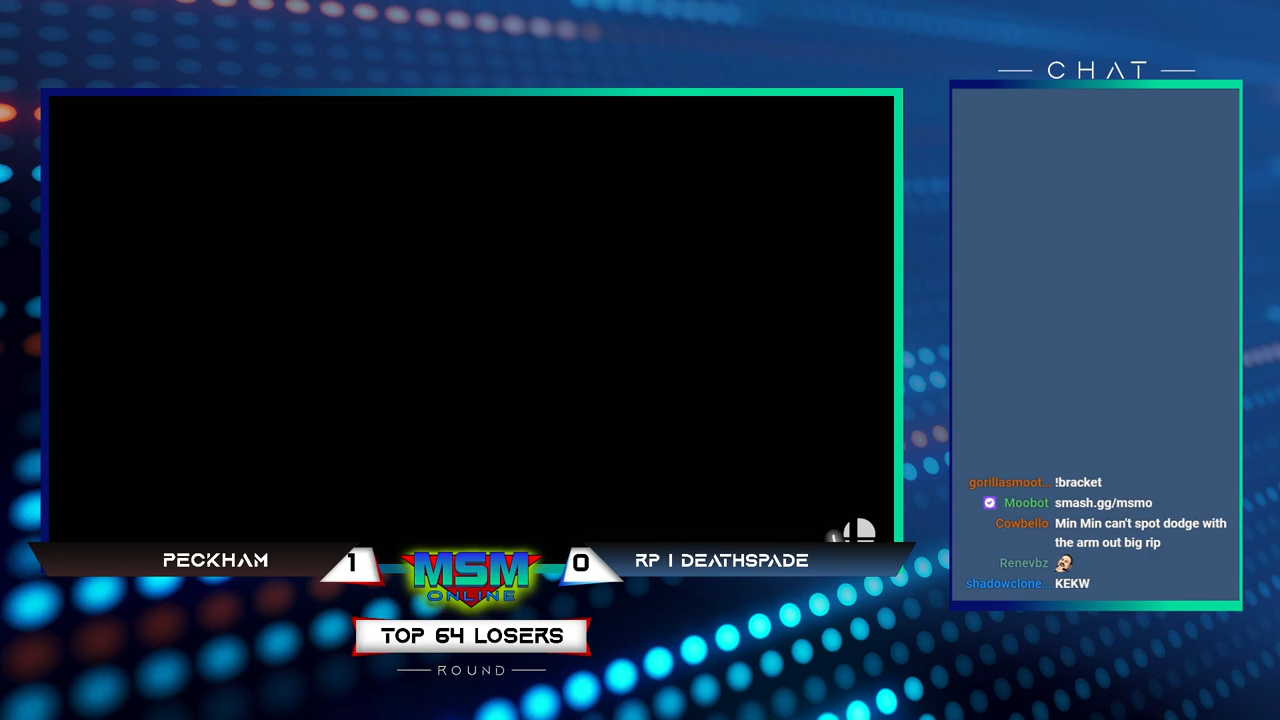 CHAT
gorillasmoot... !bracket
Moobot smash.gg/msmo
Cowbello Min Min can't spot dodge with
the arm out big rip
Renevbz
shadowclone... KEKW
PECKHAM 1 MSM ONLINE 0 RP | DEATHSPADE
TOP 64 LOSERS
ROUND